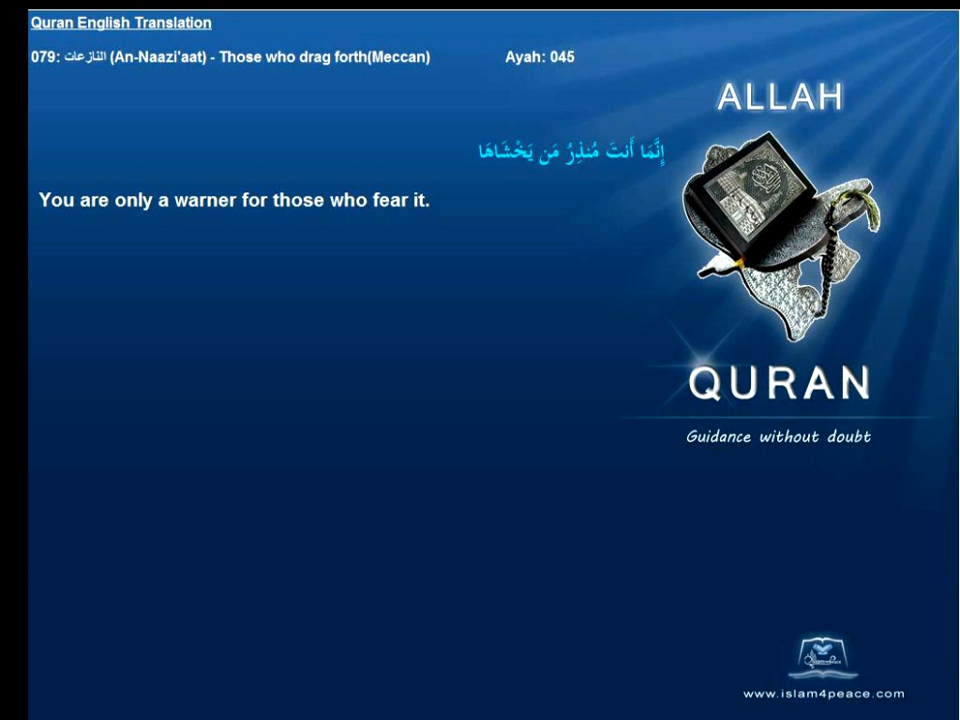 Quran English Translation
079: النازعات (An-Naazi'aat) - Those who drag forth(Meccan) Ayah: 045
ALLAH
إِنَّمَا أَنتَ مُنذِرُ مَن يَخْشَاهَا
You are only a warner for those who fear it.
QURAN
Guidance without doubt
www.islam4peace.com